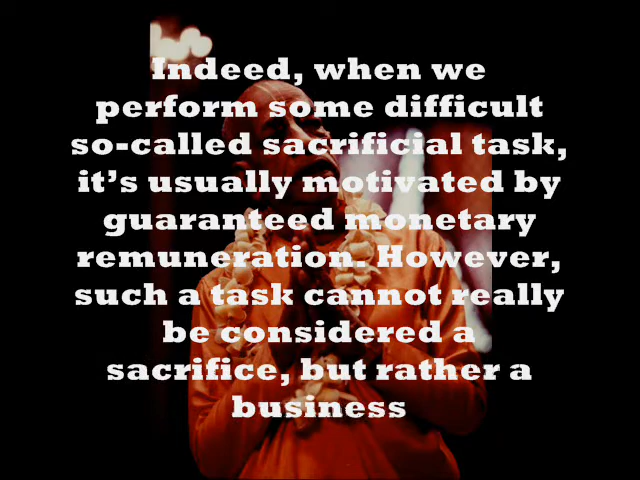 Indeed, when we
perform some difficult
so-called sacrificial task,
it's usually motivated by
guaranteed monetary
remuneration. However,
such a task cannot really
be considered a
sacrifice, but rather a
business